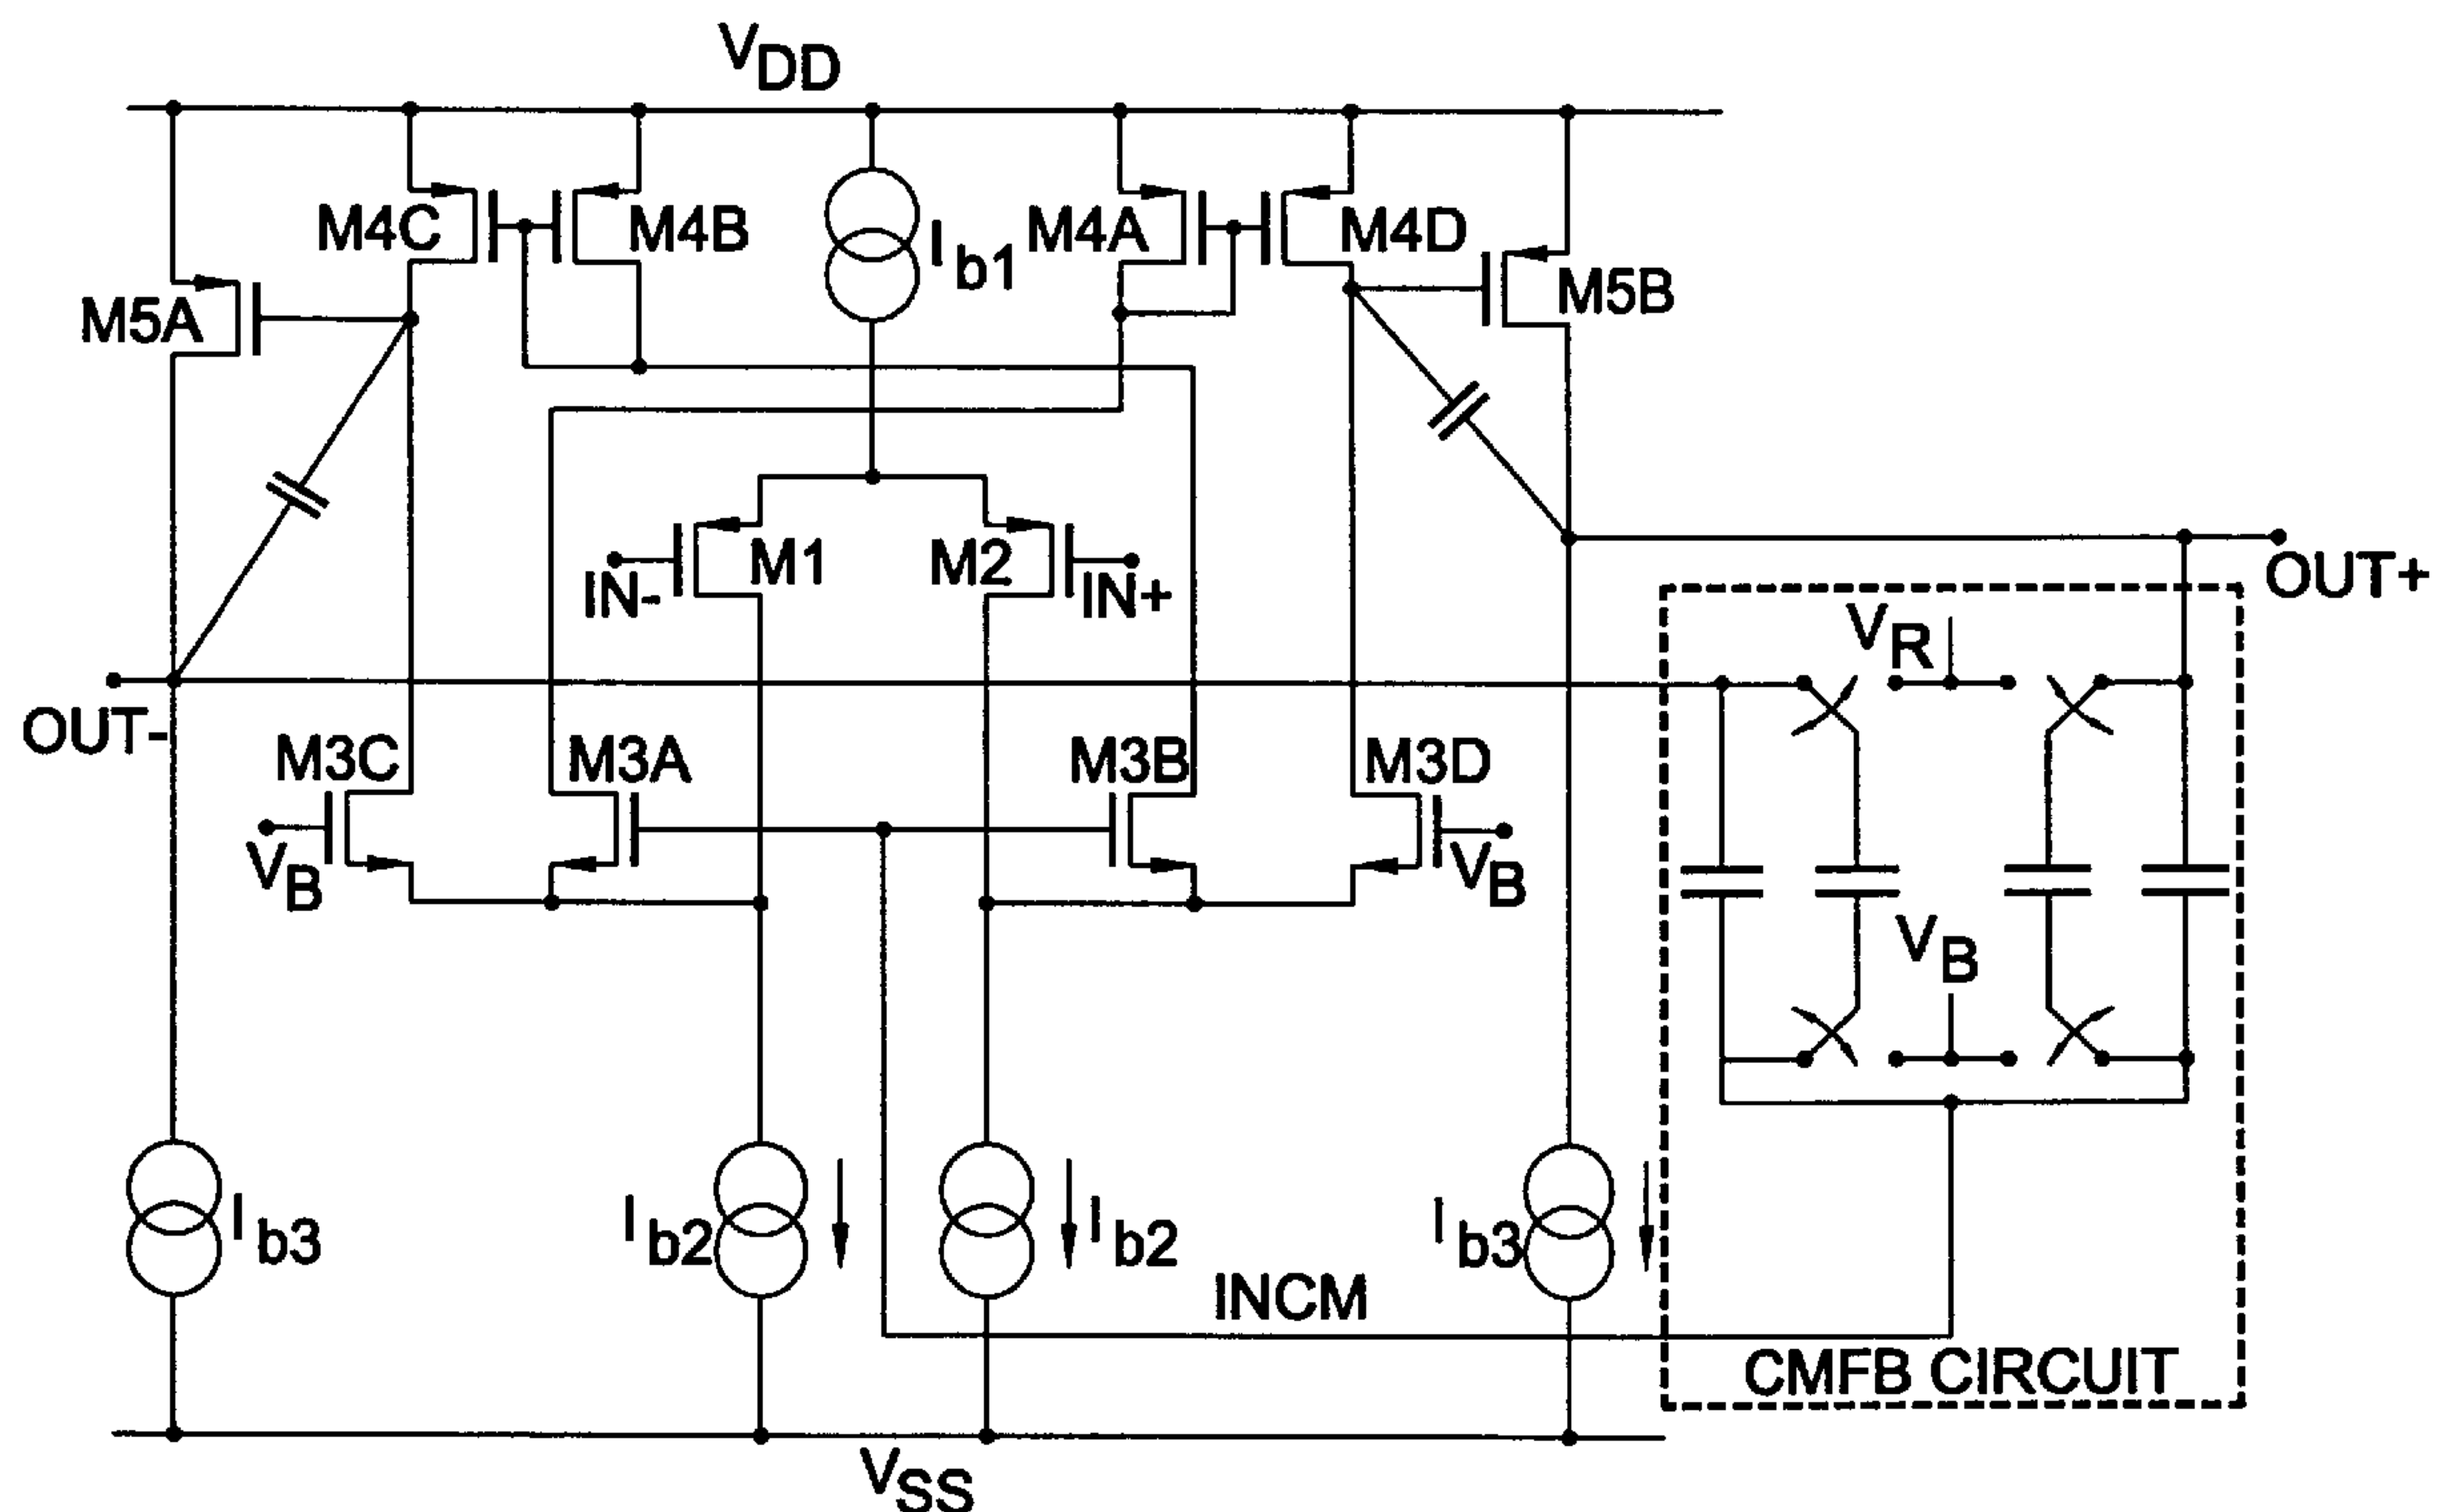 VDD
M4C
M4B
Ib1
M4A
M4D
M5A
M5B
M1
M2
IN-
IN+
OUT+
VR
OUT-
M3C
M3A
M3B
M3D
VB
VB
VB
Ib3
Ib2
Ib2
Ib3
INCM
CMFB CIRCUIT
VSS